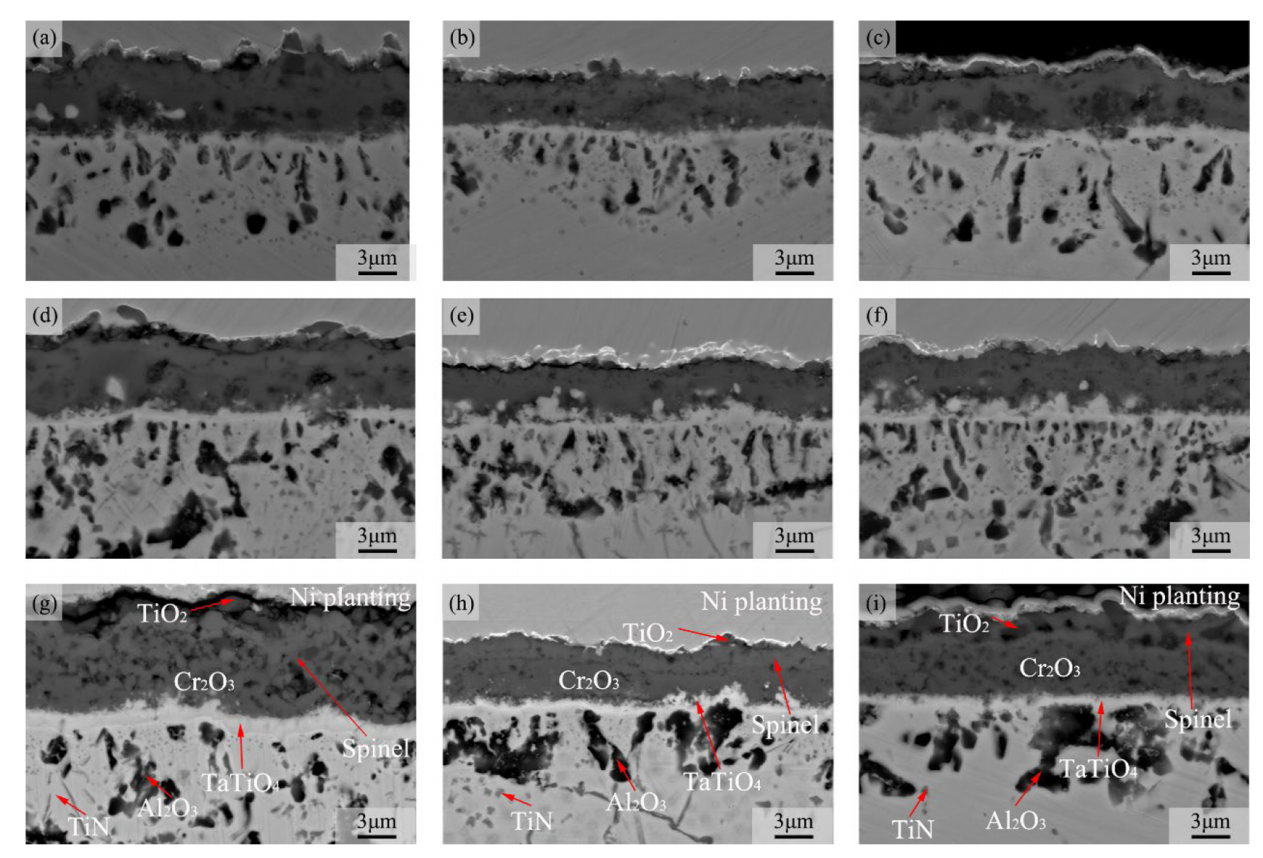 (a)
(b)
(c)
3μm
3μm
3μm
(d)
(e)
(f)
3μm
3μm
3μm
(g)
Ni planting
TiO₂
Cr₂O₃
Spinel
TaTiO₄
Al₂O₃
TiN
3μm
(h)
Ni planting
TiO₂
Cr₂O₃
Spinel
TaTiO₄
Al₂O₃
TiN
3μm
(i)
Ni planting
TiO₂
Cr₂O₃
Spinel
TaTiO₄
Al₂O₃
TiN
3μm